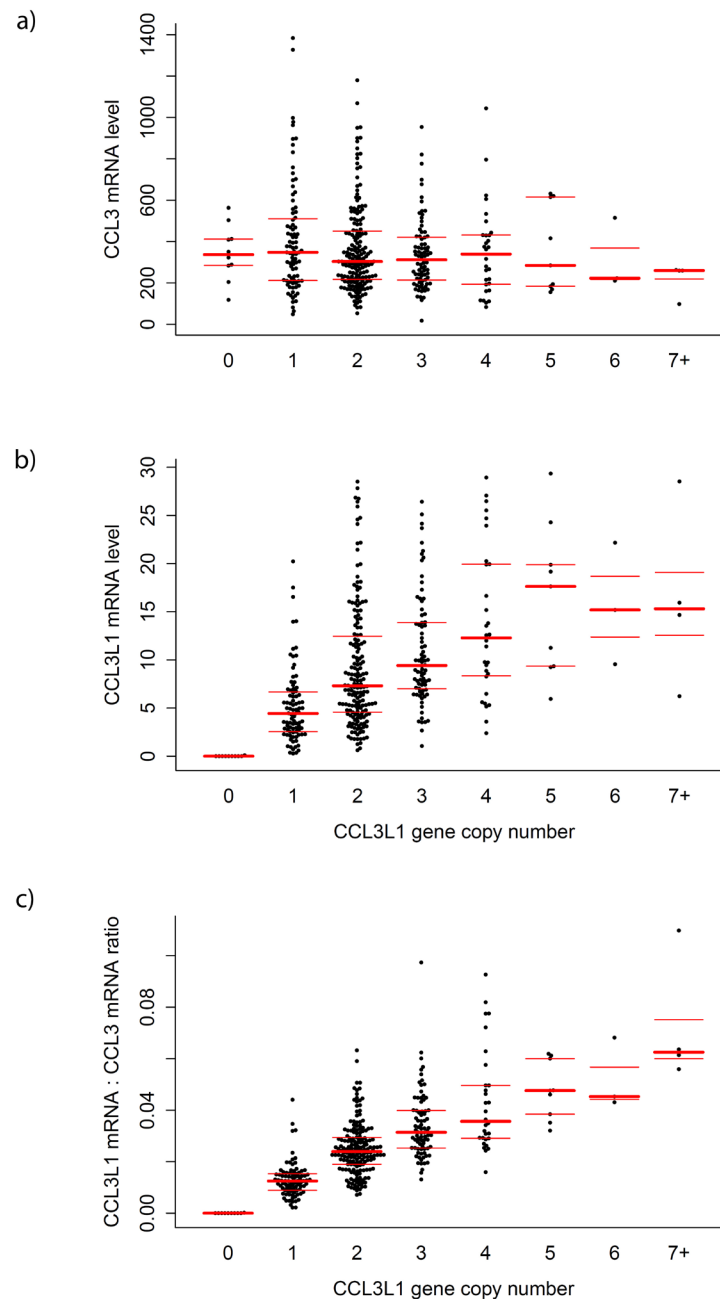 a)
CCL3 mRNA level
1400
1000
600
200
0
0 1 2 3 4 5 6 7+
b)
CCL3L1 mRNA level
30
25
20
15
10
5
0
0 1 2 3 4 5 6 7+
CCL3L1 gene copy number
c)
CCL3L1 mRNA : CCL3 mRNA ratio
0.08
0.04
0.00
0 1 2 3 4 5 6 7+
CCL3L1 gene copy number